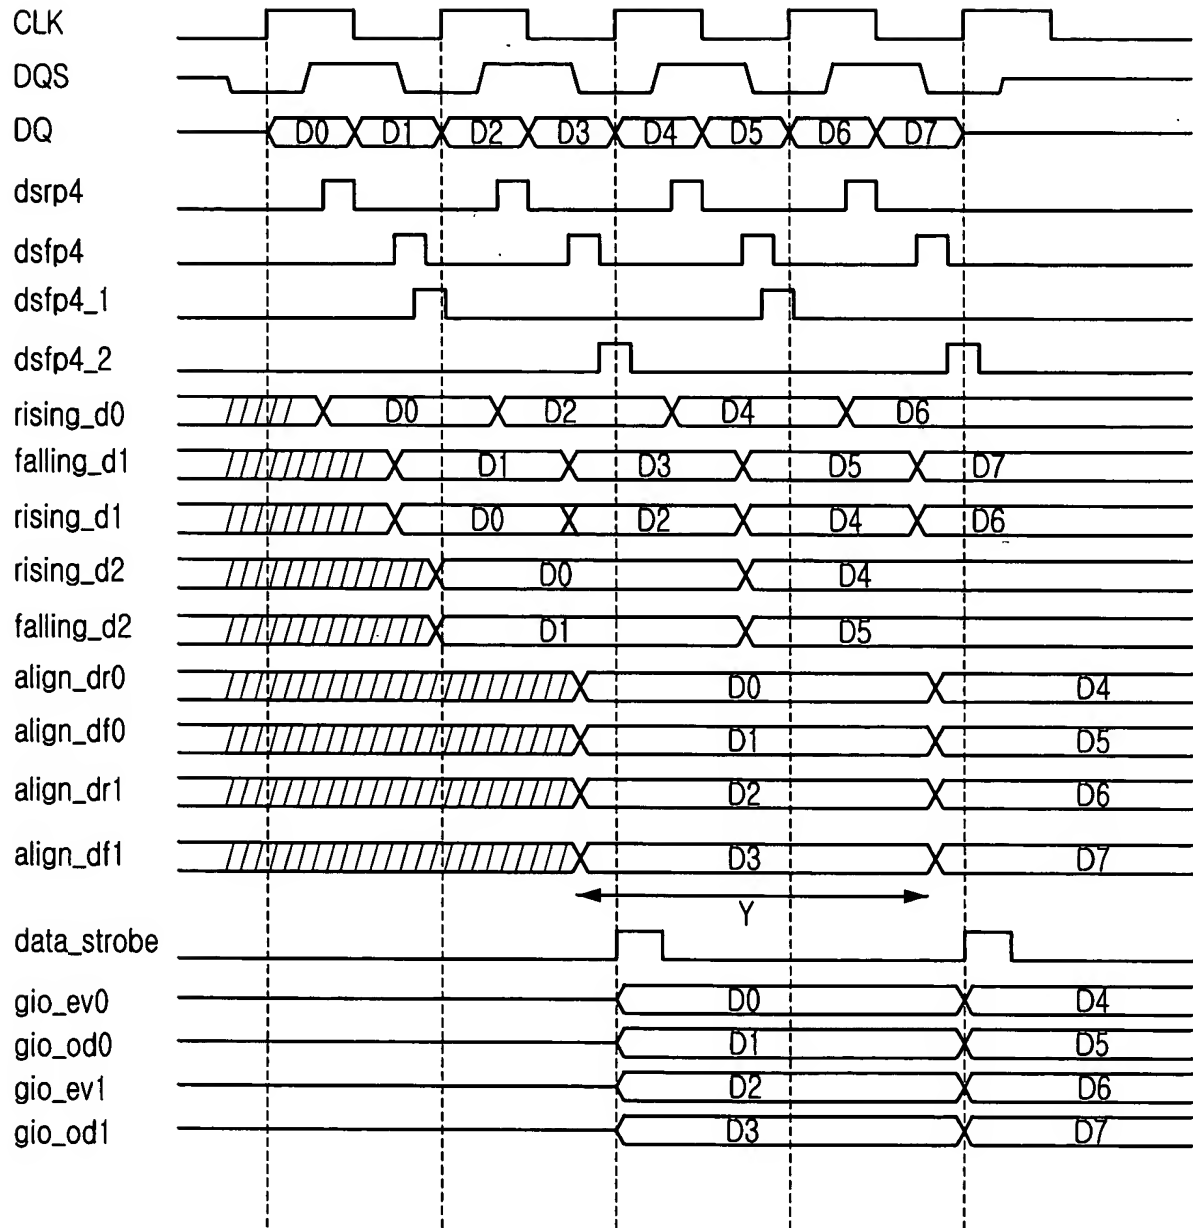 CLK
DQS
DQ D0 D1 D2 D3 D4 D5 D6 D7
dsrp4
dsfp4
dsfp4_1
dsfp4_2
rising_d0 D0 D2 D4 D6
falling_d1 D1 D3 D5 D7
rising_d1 D0 D2 D4 D6
rising_d2 D0 D4
falling_d2 D1 D5
align_dr0 D0 D4
align_df0 D1 D5
align_dr1 D2 D6
align_df1 D3 D7
Y
data_strobe
gio_ev0 D0 D4
gio_od0 D1 D5
gio_ev1 D2 D6
gio_od1 D3 D7